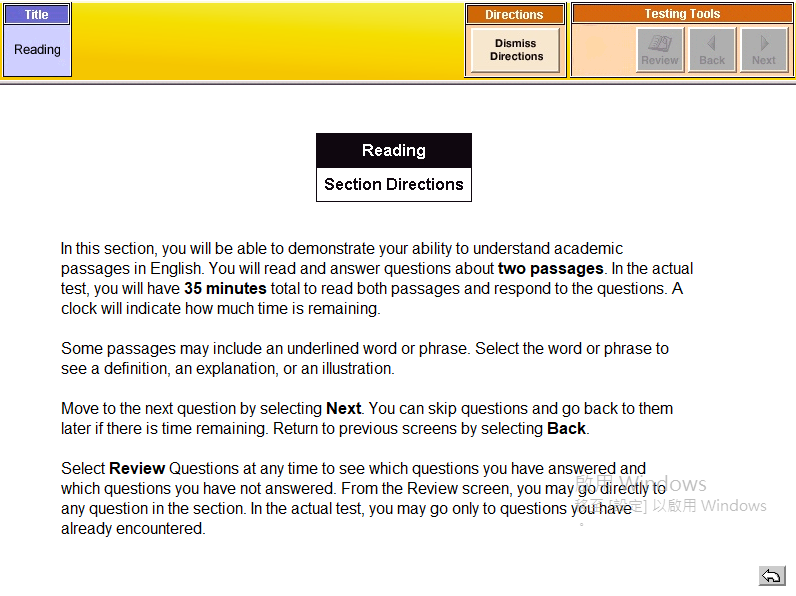 Title
Reading
Directions
Dismiss
Directions
Testing Tools
Review
Back
Next
Reading
Section Directions
In this section, you will be able to demonstrate your ability to understand academic
passages in English. You will read and answer questions about two passages. In the actual
test, you will have 35 minutes total to read both passages and respond to the questions. A
clock will indicate how much time is remaining.
Some passages may include an underlined word or phrase. Select the word or phrase to
see a definition, an explanation, or an illustration.
Move to the next question by selecting Next. You can skip questions and go back to them
later if there is time remaining. Return to previous screens by selecting Back.
Select Review Questions at any time to see which questions you have answered and
which questions you have not answered. From the Review screen, you may go directly to
any question in the section. In the actual test, you may go only to questions you have
already encountered.
啟用 Windows
移至 [設定] 以啟用 Windows
。